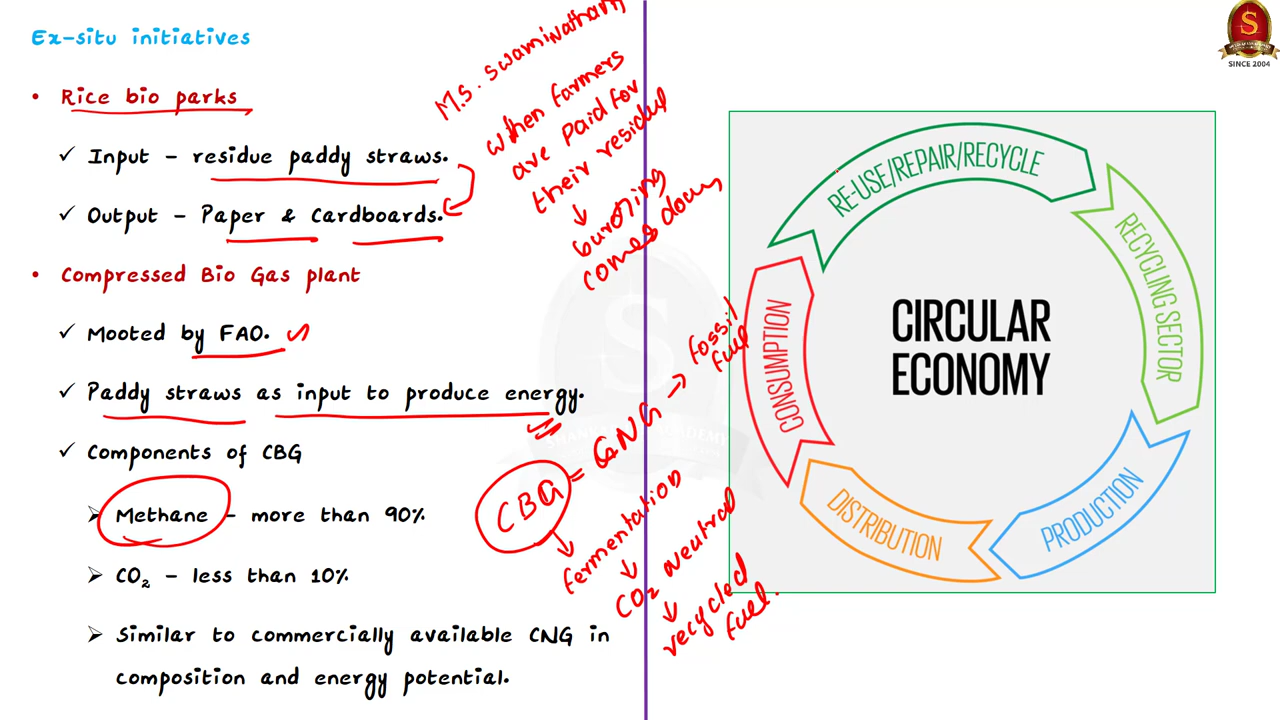 Ex-situ initiatives
• Rice bio parks
✓ Input – residue paddy straws.
✓ Output – Paper & Cardboards.
• Compressed Bio Gas plant
✓ Mooted by FAO.
✓ Paddy straws as input to produce energy.
✓ Components of CBG
➢ Methane – more than 90%
➢ CO₂ – less than 10%
➢ Similar to commercially available CNG in
composition and energy potential.
M.S. Swaminathan
When farmers
are paid for
their residue
↓
burning
comes down
CBG = CNG → fossil
fuel
fermentation
↓
CO₂ neutral
↓
recycled
fuel.
RE-USE/REPAIR/RECYCLE
RECYCLING SECTOR
PRODUCTION
DISTRIBUTION
CONSUMPTION
CIRCULAR
ECONOMY
S
SINCE 2004